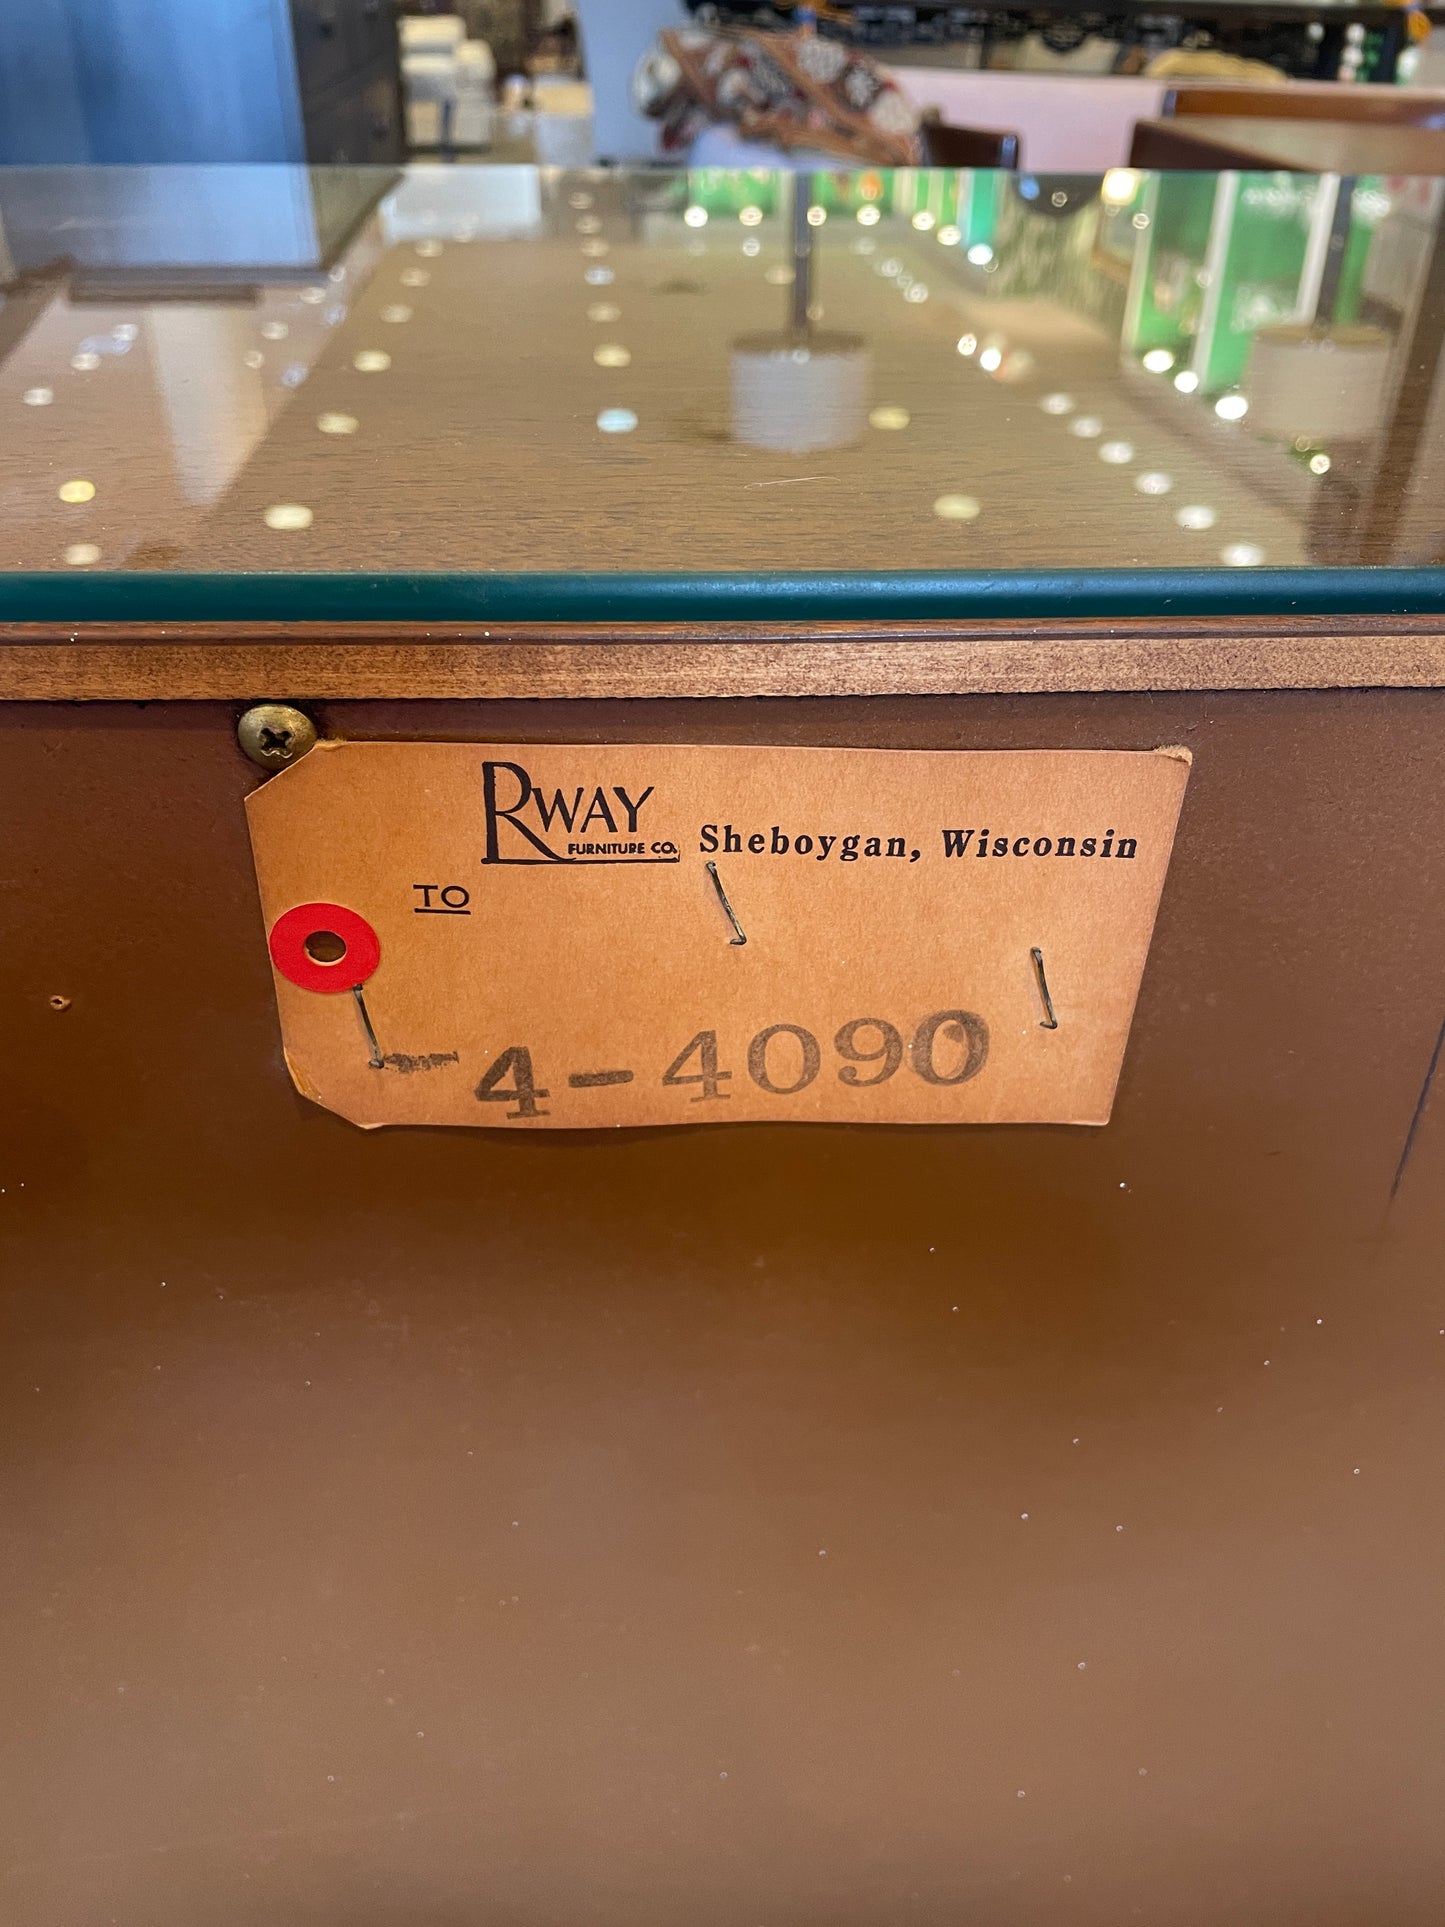 RWAY
FURNITURE CO. Sheboygan, Wisconsin
TO
4-4090